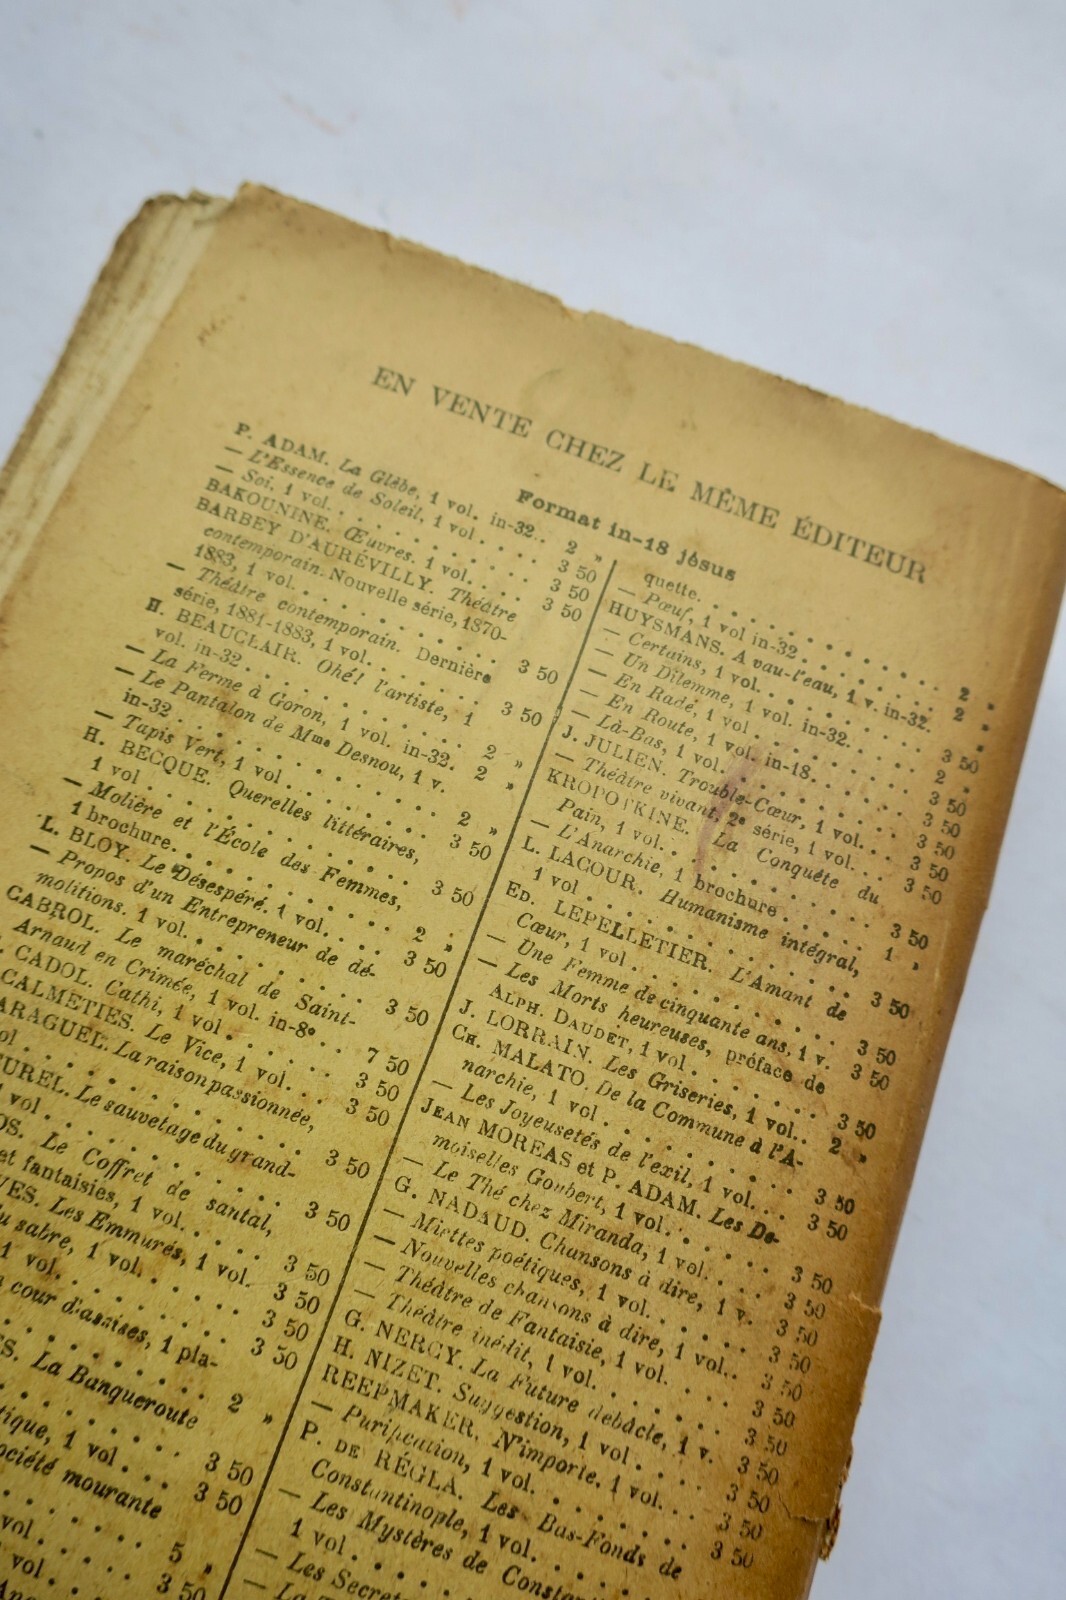 EN VENTE CHEZ LE MÊME ÉDITEUR
Format in-18 jésus
P. ADAM. La Glèbe, 1 vol. in-32. . 2 »
— L'Essence de Soleil, 1 vol. . . . 3 50
— Soi. 1 vol. . . . . . . . . . 3 50
BAKOUNINE. Œuvres. 1 vol. . . . . 3 50
BARBEY D'AURÉVILLY. Théâtre
contemporain. Nouvelle série, 1870-
1883, 1 vol. . . . . . . . . . 3 50
— Théâtre contemporain. Dernière
série, 1881-1883, 1 vol. . . . . . 3 50
H. BEAUCLAIR. Ohé! l'artiste, 1
vol. in-32 . . . . . . . . . . 2 »
— La Ferme à Goron, 1 vol. in-32. 2 »
— Le Pantalon de Mme Desnou, 1 v.
in-32 . . . . . . . . . . . . 2 »
— Tapis Vert, 1 vol . . . . . . . 3 50
H. BECQUE. Querelles littéraires,
1 vol . . . . . . . . . . . . 3 50
— Molière et l'École des Femmes,
1 brochure. . . . . . . . . . . 2 »
L. BLOY. Le Désespéré. 1 vol. . . . 3 50
— Propos d'un Entrepreneur de dé-
molitions. 1 vol. . . . . . . . . 3 50
CABROL. Le maréchal de Saint-
Arnaud en Crimée, 1 vol. in-8° . . 7 50
CADOL. Cathi, 1 vol . . . . . . 3 50
CALMETIES. Le Vice, 1 vol. . . . 3 50
ARAGUEL. La raison passionnée,
ol . . . . . . . . . . . . 3 50
UREL. Le sauvetage du grand-
vol. . . . . . . . . . . . 3 50
OS. Le Coffret de santal,
et fantaisies, 1 vol. . . . . . . 3 50
VES. Les Emmurés, 1 vol. 3 50
du sabre, 1 vol. . . . . . . 3 50
1 vol. . . . . . . . . . . 3 50
cour d'assises, 1 pla-
. . . . . . . . . . . . 2 »
S. La Banqueroute
. . . . . . . . . . . . 3 50
tique, 1 vol . . . 3 50
ociété mourante
. . . . . . . . . . . . 5 »
vol. . . . . . . . . . 3 50
vol . . . . . . . . . .
quette. . . . . . . . . . . .
— Pœuf, 1 vol in-32. . . . . . . 2 »
HUYSMANS. A vau-l'eau, 1 v. in-32. 2 »
— Certains, 1 vol. . . . . . . . 3 50
— Un Dilemme, 1 vol. in-32. . . . 2 »
— En Radé, 1 vol . . . . . . . . 3 50
— En Route, 1 vol. in-18. . . . . 3 50
— Là-Bas, 1 vol. . . . . . . . . 3 50
J. JULIEN. Trouble-Cœur, 1 vol. . . 3 50
— Théâtre vivant, 2e série, 1 vol. . . 3 50
KROPOTKINE. La Conquête du
Pain, 1 vol. . . . . . . . . . 3 50
— L'Anarchie, 1 brochure . . . . . 1 »
L. LACOUR. Humanisme intégral,
1 vol . . . . . . . . . . . . 3 50
ED. LEPELLETIER. L'Amant de
Cœur, 1 vol . . . . . . . . . . 3 50
— Une Femme de cinquante ans, 1 v. 3 50
— Les Morts heureuses, préface de
ALPH. DAUDET, 1 vol . . . . . . 3 50
J. LORRAIN. Les Griseries, 1 vol. . 2 »
CH. MALATO. De la Commune à l'A-
narchie, 1 vol. . . . . . . . . 3 50
— Les Joyeusetés de l'exil, 1 vol. . . 3 50
JEAN MOREAS et P. ADAM. Les De-
moiselles Goubert, 1 vol. . . . . . 3 50
— Le Thé chez Miranda, 1 vol. . . . 3 50
G. NADAUD. Chansons à dire, 1 v. 3 50
— Miettes poétiques, 1 vol. . . . . 3 50
— Nouvelles chansons à dire, 1 vol. . 3 50
— Théâtre de Fantaisie, 1 vol. . . . 3 50
— Théâtre inédit, 1 vol. . . . . . 3 50
G. NERCY. La Future debâcle, 1 v. 3 50
H. NIZET. Suggestion, 1 vol. . . . 3 50
REEPMAKER. N'importe. 1 vol. . . 3 50
— Purification, 1 vol. . . . . . . 3 50
P. DE RÉGLA. Les Bas-Fonds de
Constantinople, 1 vol. . . . .
— Les Mystères de Constant
1 vol . . . . . . . .
— Les Secret